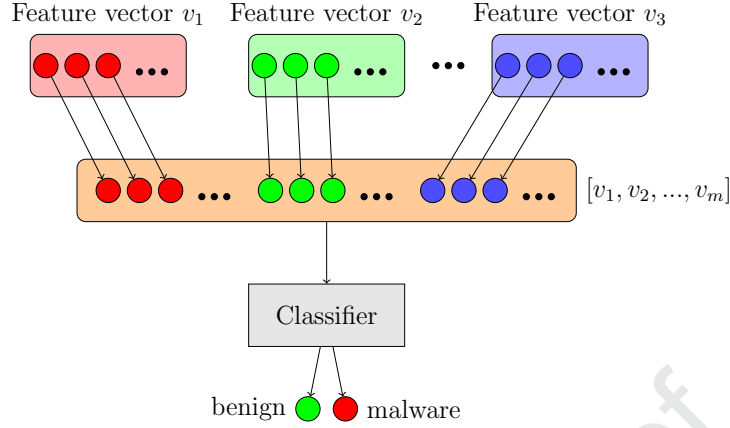 Feature vector v₁ Feature vector v₂ Feature vector v₃
[v₁, v₂, ..., vₘ]
Classifier
benign malware